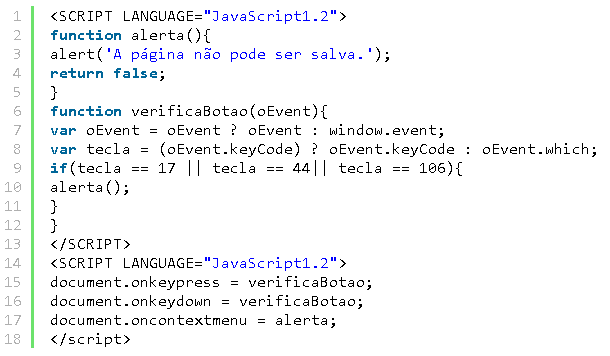 1 <SCRIPT LANGUAGE="JavaScript1.2">
2 function alerta(){
3 alert('A página não pode ser salva.');
4 return false;
5 }
6 function verificaBotao(oEvent){
7 var oEvent = oEvent ? oEvent : window.event;
8 var tecla = (oEvent.keyCode) ? oEvent.keyCode : oEvent.which;
9 if(tecla == 17 || tecla == 44|| tecla == 106){
10 alerta();
11 }
12 }
13 </SCRIPT>
14 <SCRIPT LANGUAGE="JavaScript1.2">
15 document.onkeypress = verificaBotao;
16 document.onkeydown = verificaBotao;
17 document.oncontextmenu = alerta;
18 </script>